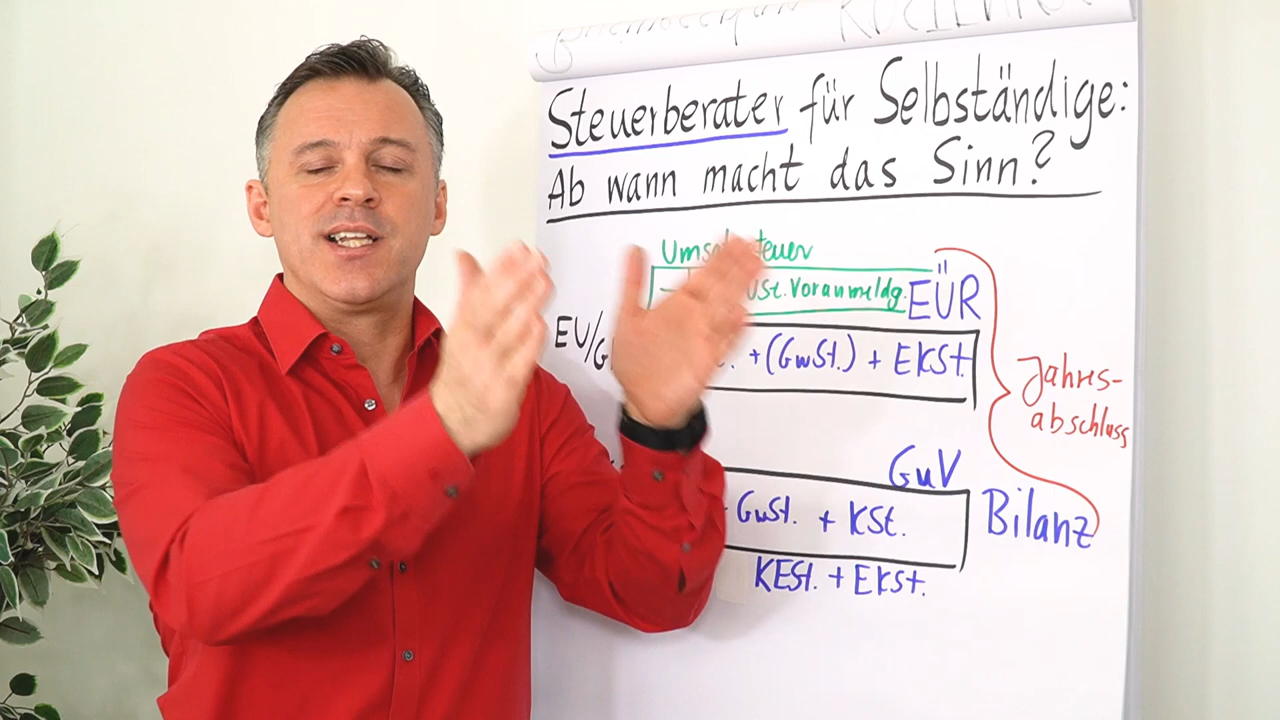 Steuerberater für Selbständige:
Ab wann macht das Sinn?
USt. Voranmeldg.
EÜR
EU/G
+ (GwSt.) + EKSt.
Jahres-
abschluss
GuV
GwSt. + KSt.
Bilanz
KESt. + EKSt.